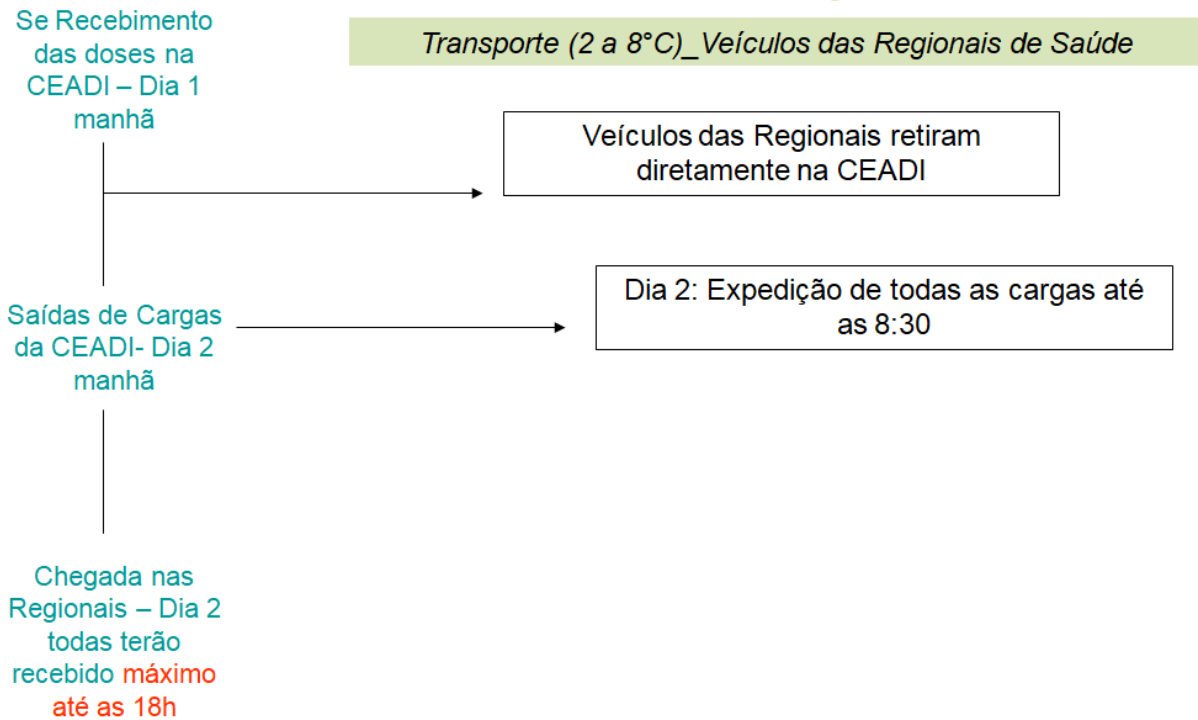 Se Recebimento
das doses na
CEADI – Dia 1
manhã
Transporte (2 a 8°C)_Veículos das Regionais de Saúde
Veículos das Regionais retiram
diretamente na CEADI
Saídas de Cargas
da CEADI- Dia 2
manhã
Dia 2: Expedição de todas as cargas até
as 8:30
Chegada nas
Regionais – Dia 2
todas terão
recebido máximo
até as 18h